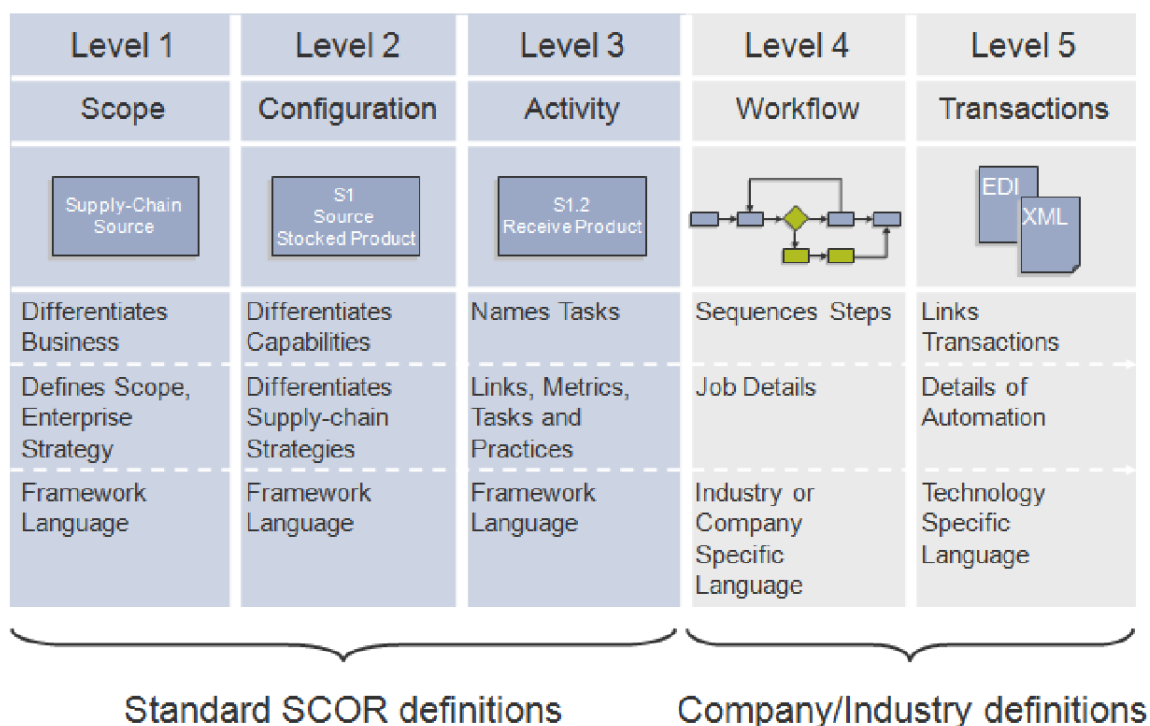 Level 1
Level 2
Level 3
Level 4
Level 5
Scope
Configuration
Activity
Workflow
Transactions
Supply-Chain
Source
S1
Source
Stocked Product
S1.2
Receive Product
EDI
XML
Differentiates
Business
Differentiates
Capabilities
Names Tasks
Sequences Steps
Links
Transactions
Defines Scope,
Enterprise
Strategy
Differentiates
Supply-chain
Strategies
Links, Metrics,
Tasks and
Practices
Job Details
Details of
Automation
Framework
Language
Framework
Language
Framework
Language
Industry or
Company
Specific
Language
Technology
Specific
Language
Standard SCOR definitions
Company/Industry definitions